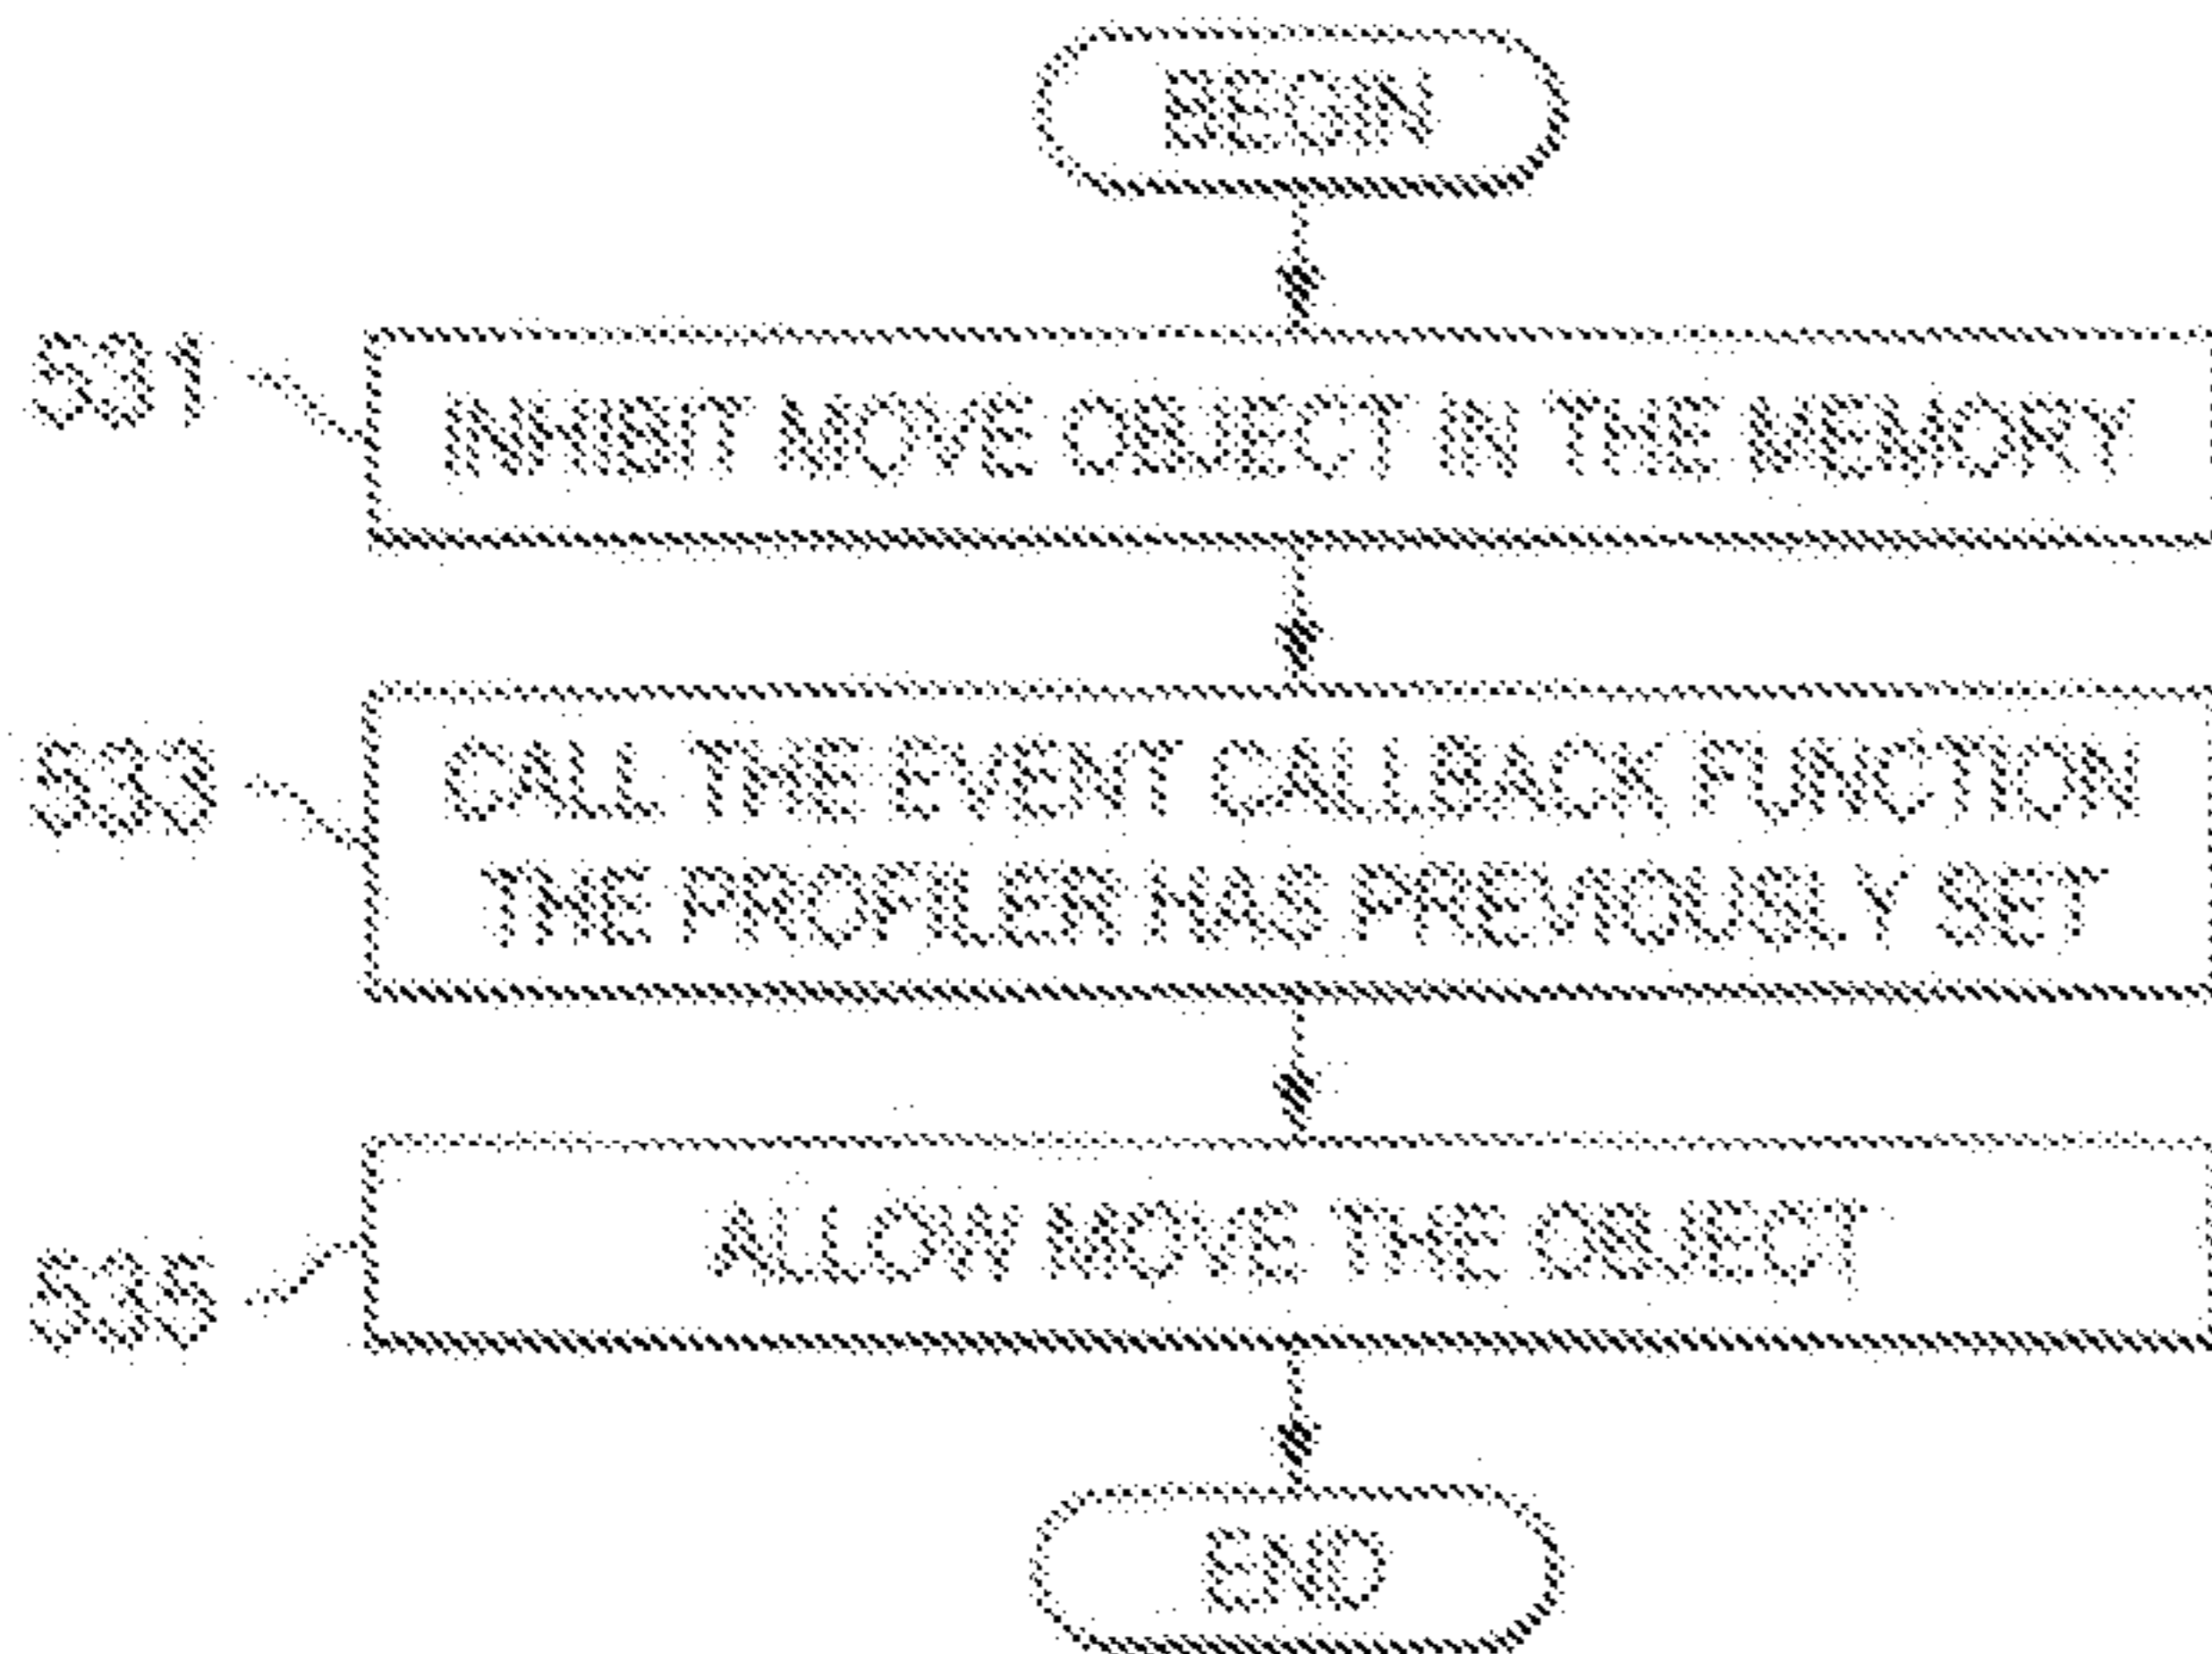 BEGIN
S31
INHIBIT MOVE OBJECT IN THE MEMORY
S33
CALL THE EVENT CALLBACK FUNCTION
THE PROFILER HAS PREVIOUSLY SET
S35
ALLOW MOVE THE OBJECT
END